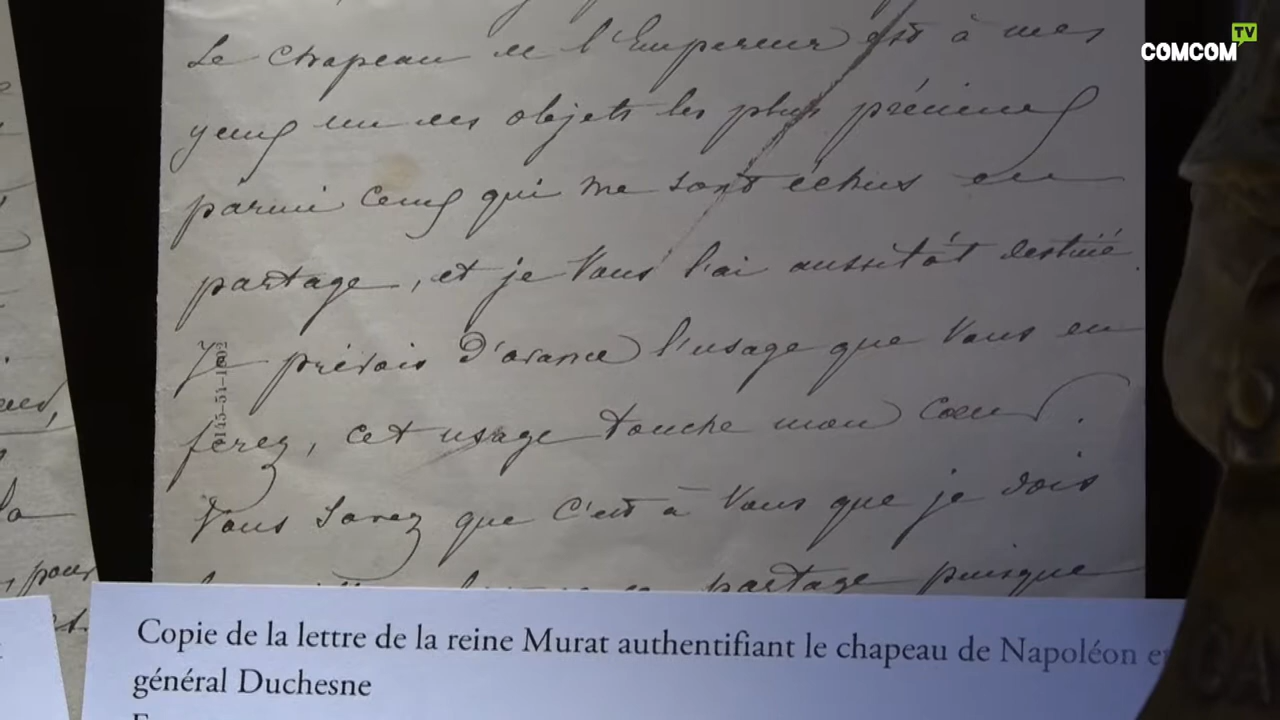 COMCOM TV
Le chapeau de l'Empereur est à mes
yeux un des objets les plus précieux
parmi ceux qui me sont échus en
partage, et je vous l'ai aussitôt destiné.
Je prévois d'avance l'usage que vous en
ferez, cet usage touche mon cœur.
Vous savez que c'est à vous que je dois
partage puisque
pour
Copie de la lettre de la reine Murat authentifiant le chapeau de Napoléon
général Duchesne